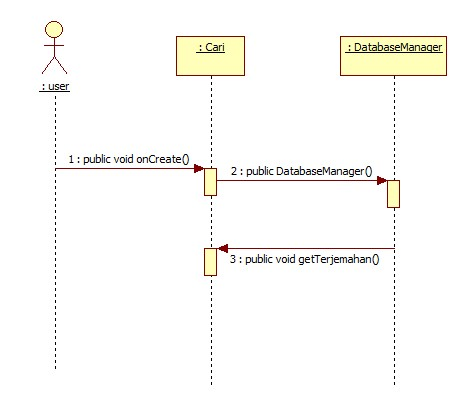 : Cari
: DatabaseManager
: user
1 : public void onCreate()
2 : public DatabaseManager()
3 : public void getTerjemahan()